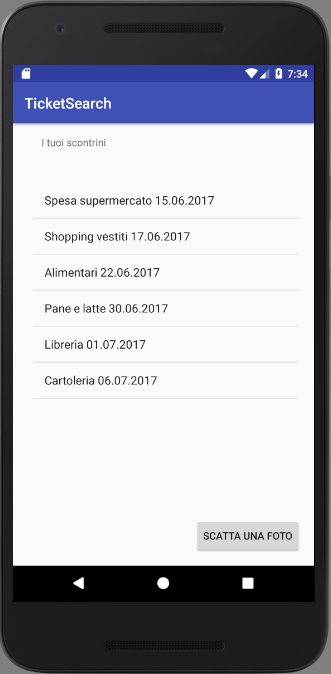 7:34
TicketSearch
I tuoi scontrini
Spesa supermercato 15.06.2017
Shopping vestiti 17.06.2017
Alimentari 22.06.2017
Pane e latte 30.06.2017
Libreria 01.07.2017
Cartoleria 06.07.2017
SCATTA UNA FOTO